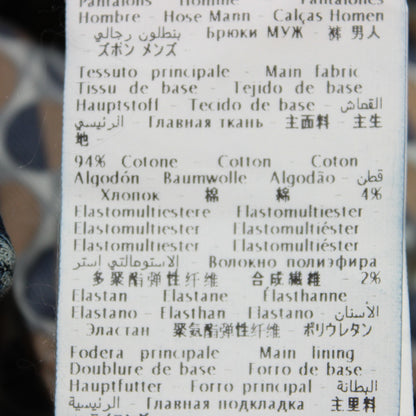 Pantalons Homme Pantalones
Hombre - Hose Mann - Calças Homen
بنطلون رجالي - Брюки МУЖ - 裤 男人
- ズボン メンズ
Tessuto principale - Main fabric
Tissu de base - Tejido de base
Hauptstoff - Tecido de base - القماش
الرئيسي - Главная ткань - 主面料 - 主生
地
94% Cotone Cotton Coton
Algodón - Baumwolle Algodão - قطن
- Хлопок - 棉 綿 - 4%
Elastomultiestere Elastomultiester
Elastomultiester - Elastomultiéster
Elastomultiester - Elastomultiéster
الاستومالتي استر - Волокно полиэфира
- 多聚酯弹性纤维 合成繊維 - 2%
Elastan Elastane Élasthanne
Elastano - Elasthan Elastano - الأسنان
- Эластан 聚氨酯弹性纤维 - ポリウレタン
Fodera principale Main lining
Doublure de base - Forro de base -
Hauptfutter - Forro principal - البطانة
الرئيسية - Главная подкладка - 主里料